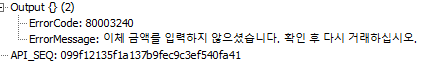 Output {} (2)
ErrorCode: 80003240
ErrorMessage: 이체 금액을 입력하지 않으셨습니다. 확인 후 다시 거래하십시오.
API_SEQ: 099f12135f1a137b9fec9c3ef540fa41